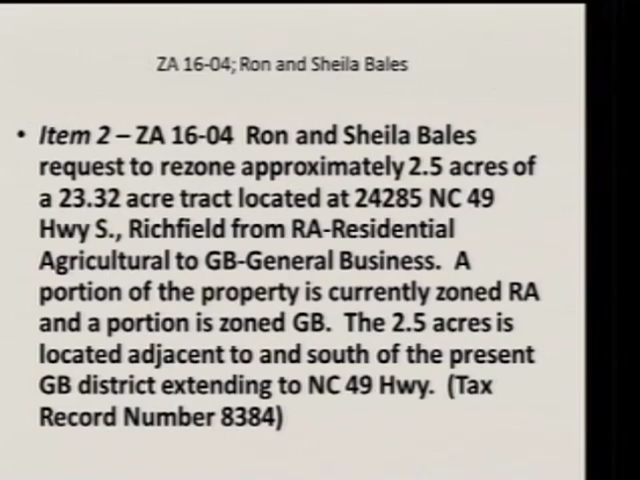 ZA 16-04; Ron and Sheila Bales
• Item 2 – ZA 16-04 Ron and Sheila Bales
request to rezone approximately 2.5 acres of
a 23.32 acre tract located at 24285 NC 49
Hwy S., Richfield from RA-Residential
Agricultural to GB-General Business. A
portion of the property is currently zoned RA
and a portion is zoned GB. The 2.5 acres is
located adjacent to and south of the present
GB district extending to NC 49 Hwy. (Tax
Record Number 8384)